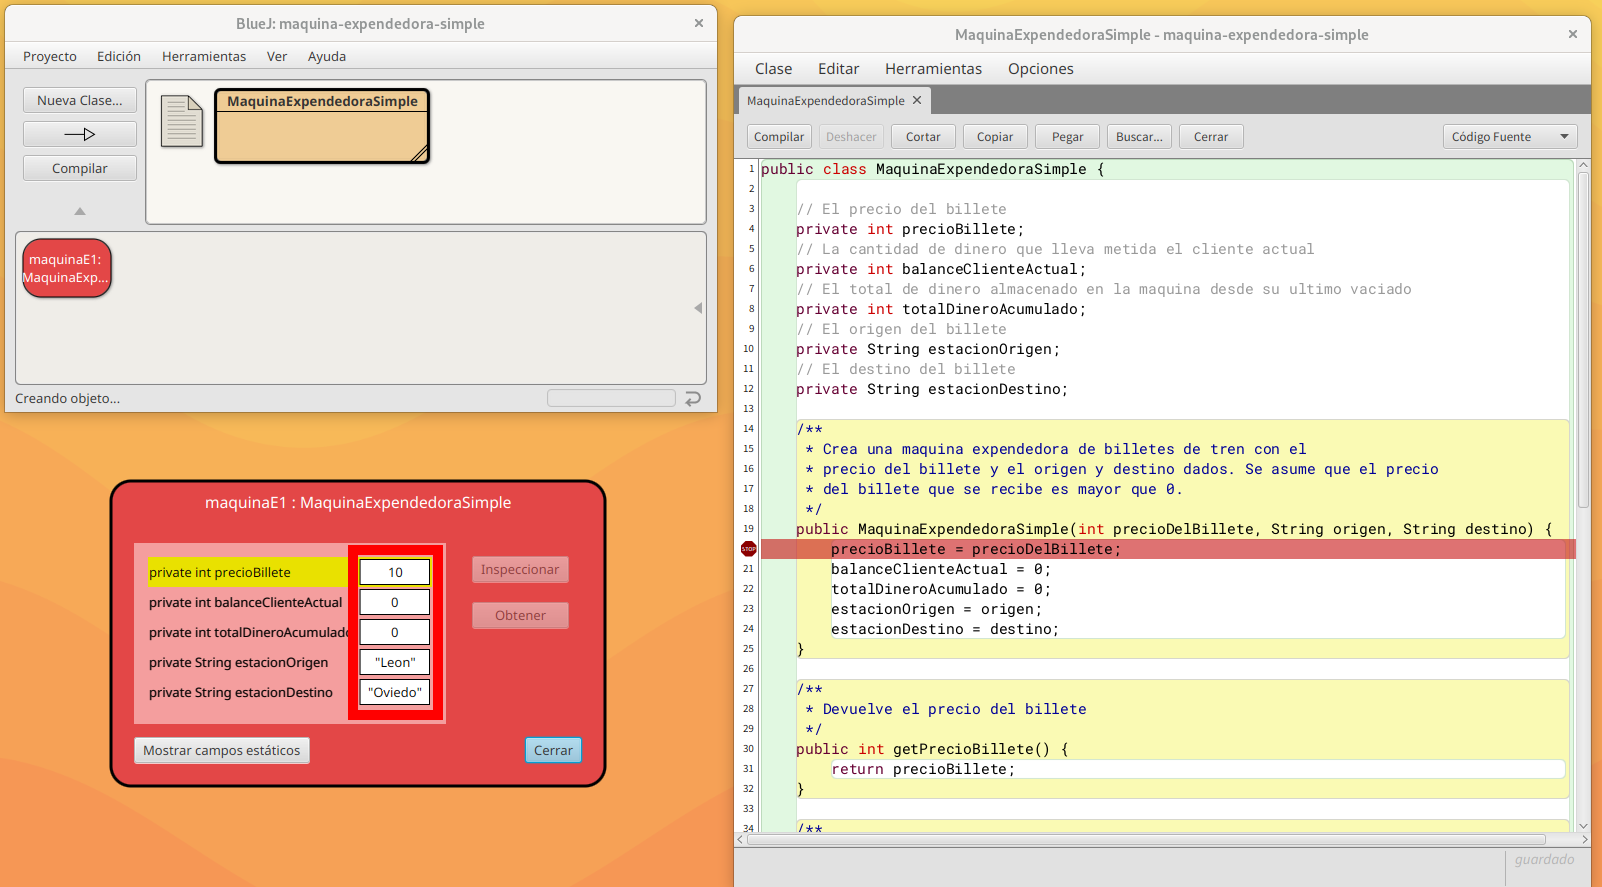 BlueJ: maquina-expendedora-simple
×
Proyecto Edición Herramientas Ver Ayuda
Nueva Clase...
Compilar
MaquinaExpendedoraSimple
maquinaE1:
MaquinaExp...
Creando objeto...
maquinaE1 : MaquinaExpendedoraSimple
private int precioBillete 10
private int balanceClienteActual 0
private int totalDineroAcumulado 0
private String estacionOrigen "Leon"
private String estacionDestino "Oviedo"
Inspeccionar
Obtener
Mostrar campos estáticos
Cerrar
MaquinaExpendedoraSimple - maquina-expendedora-simple
×
Clase Editar Herramientas Opciones
MaquinaExpendedoraSimple ✕
Compilar Deshacer Cortar Copiar Pegar Buscar... Cerrar Código Fuente
1 public class MaquinaExpendedoraSimple {
2
3 // El precio del billete
4 private int precioBillete;
5 // La cantidad de dinero que lleva metida el cliente actual
6 private int balanceClienteActual;
7 // El total de dinero almacenado en la maquina desde su ultimo vaciado
8 private int totalDineroAcumulado;
9 // El origen del billete
10 private String estacionOrigen;
11 // El destino del billete
12 private String estacionDestino;
13
14 /**
15 * Crea una maquina expendedora de billetes de tren con el
16 * precio del billete y el origen y destino dados. Se asume que el precio
17 * del billete que se recibe es mayor que 0.
18 */
19 public MaquinaExpendedoraSimple(int precioDelBillete, String origen, String destino) {
STOP precioBillete = precioDelBillete;
21 balanceClienteActual = 0;
22 totalDineroAcumulado = 0;
23 estacionOrigen = origen;
24 estacionDestino = destino;
25 }
26
27 /**
28 * Devuelve el precio del billete
29 */
30 public int getPrecioBillete() {
31 return precioBillete;
32 }
33
34 /**
guardado